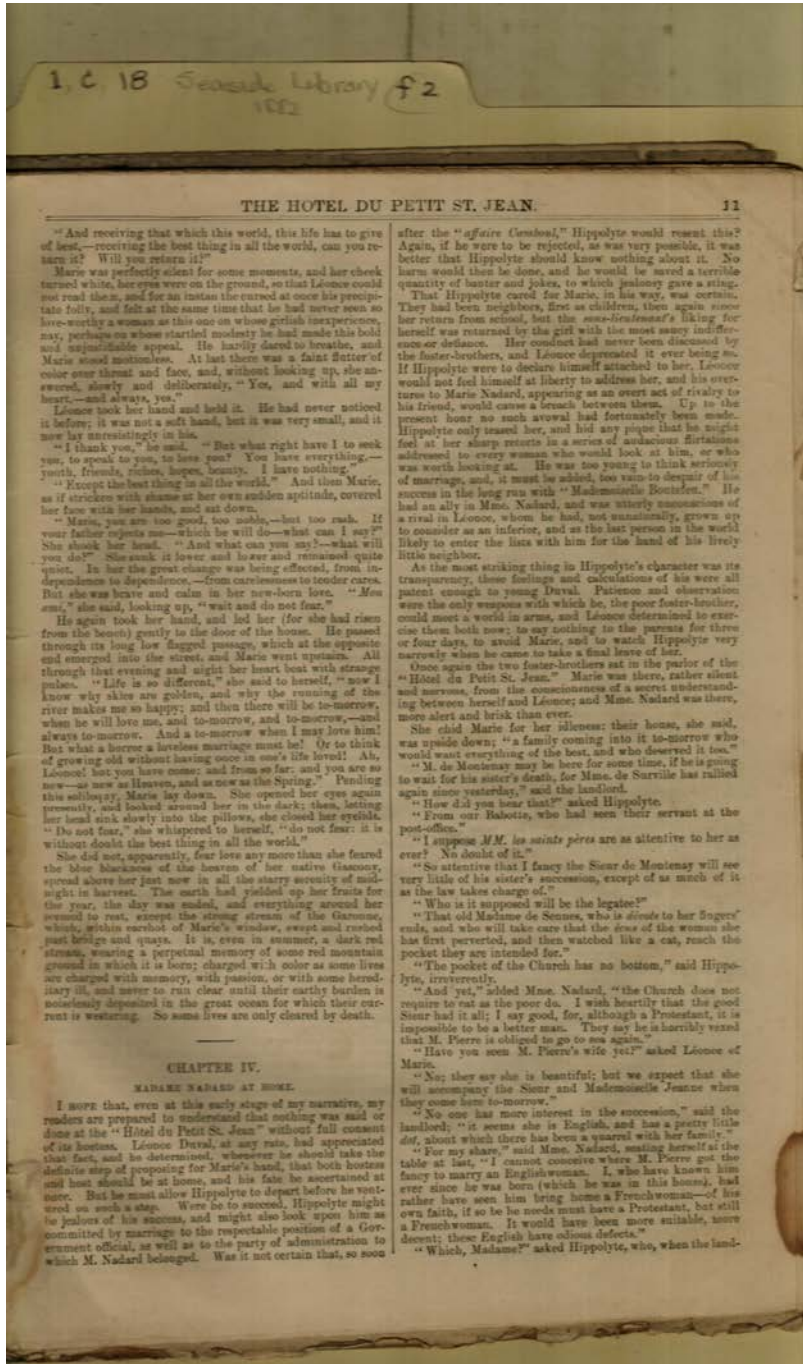 1, C, 18 Seaside Library f 2
1882
THE HOTEL DU PETIT ST. JEAN. 11
"And receiving that which this world, this life has to give
of best,—receiving the best thing in all the world, can you re-
turn it? Will you return it?"
Marie was perfectly silent for some moments, and her cheek
turned white, her eyes were on the ground, so that Léonce could
not read them, and for an instan the cursed at once his precipi-
tate folly, and felt at the same time that he had never seen so
love-worthy a woman as this one on whose girlish inexperience,
nay, perhaps on whose startled modesty he had made this bold
and unjustifiable appeal. He hardly dared to breathe, and
Marie stood motionless. At last there was a faint flutter of
color over throat and face, and, without looking up, she an-
swered, slowly and deliberately, "Yes, and with all my
heart,—and always, yes."
Léonce took her hand and held it. He had never noticed
it before; it was not a soft hand, but it was very small, and it
now lay unresistingly in his.
"I thank you," he said. "But what right have I to seek
you, to speak to you, to love you? You have everything,—
youth, friends, riches, hopes, beauty. I have nothing."
"Except the best thing in all the world." And then Marie,
as if stricken with shame at her own sudden aptitude, covered
her face with her hands, and sat down.
"Marie, you are too good, too noble,—but too rash. If
your father rejects me—which he will do—what can I say?"
She shook her head. "And what can you say?—what will
you do?" She sunk it lower and lower and remained quite
quiet. In her the great change was being effected, from in-
dependence to dependence,—from carelessness to tender cares.
But she was brave and calm in her new-born love. "Mon
ami," she said, looking up, "wait and do not fear."
He again took her hand, and led her (for she had risen
from the bench) gently to the door of the house. He passed
through its long low flagged passage, which at the opposite
end emerged into the street, and Marie went upstairs. All
through that evening and night her heart beat with strange
pulses. "Life is so different," she said to herself, "now I
know why skies are golden, and why the running of the
river makes me so happy; and then there will be to-morrow,
when he will love me, and to-morrow, and to-morrow,—and
always to-morrow. And a to-morrow when I may love him!
But what a horror a loveless marriage must be! Or to think
of growing old without having once in one's life loved! Ah,
Léonce! but you have come: and from so far: and you are so
now—as new as Heaven, and as new as the Spring." Pending
this soliloquy, Marie lay down. She opened her eyes again
presently, and looked around her in the dark; then, letting
her head sink slowly into the pillows, she closed her eyelids.
"Do not fear," she whispered to herself, "do not fear: it is
without doubt the best thing in all the world."
She did not, apparently, fear love any more than she feared
the blue blackness of the heaven of her native Gascony,
spread above her just now in all the starry security of mid-
night in harvest. The earth had yielded up her fruits for
the year, the day was ended, and everything around her
seemed to rest, except the strong stream of the Garonne,
which, within earshot of Marie's window, swept and rushed
past bridge and quays. It is, even in summer, a dark red
stream, wearing a perpetual memory of some red mountain
ground in which it is born; charged with color as some lives
are charged with memory, with passion, or with some hered-
itary ill, and never to run clear until their earthy burden is
noiselessly deposited in the great ocean for which their cur-
rent is westering. So some lives are only cleared by death.
CHAPTER IV.
MADAME NADARD AT HOME.
I HOPE that, even at this early stage of my narrative, my
readers are prepared to understand that nothing was said or
done at the "Hôtel du Petit St. Jean" without full consent
of its hostess. Léonce Duval, at any rate, had appreciated
that fact, and he determined, whenever he should take the
definite step of proposing for Marie's hand, that both hostess
and host should be at home, and his fate be ascertained at
once. But he must allow Hippolyte to depart before he vent-
ured on such a step. Were he to succeed, Hippolyte might
be jealous of his success, and might also look upon him as
committed by marriage to the respectable position of a Gov-
ernment official, as well as to the party of administration to
which M. Nadard belonged. Was it not certain that, so soon
after the "affaire Camboul," Hippolyte would resent this?
Again, if he were to be rejected, as was very possible, it was
better that Hippolyte should know nothing about it. No
harm would then be done, and he would be saved a terrible
quantity of banter and jokes, to which jealousy gave a sting.
That Hippolyte cared for Marie, in his way, was certain.
They had been neighbors, first as children, then again since
her return from school, but the sous-lieutenant's liking for
herself was returned by the girl with the most saucy indiffer-
ence or defiance. Her conduct had never been discussed by
the foster-brothers, and Léonce deprecated it ever being so.
If Hippolyte were to declare himself attached to her, Léonce
would not feel himself at liberty to address her, and his over-
tures to Marie Nadard, appearing as an overt act of rivalry to
his friend, would cause a breach between them. Up to the
present hour no such avowal had fortunately been made.
Hippolyte only teased her, and hid any pique that he might
feel at her sharp retorts in a series of audacious flirtations
addressed to every woman who would look at him, or who
was worth looking at. He was too young to think seriously
of marriage, and, it must be added, too vain to despair of his
success in the long run with "Mademoiselle Boutefeu." He
had an ally in Mme. Nadard, and was utterly unconscious of
a rival in Léonce, whom he had, not unnaturally, grown up
to consider as an inferior, and as the last person in the world
likely to enter the lists with him for the hand of his lively
little neighbor.
As the most striking thing in Hippolyte's character was its
transparency, these feelings and calculations of his were all
patent enough to young Duval. Patience and observation
were the only weapons with which he, the poor foster-brother,
could meet a world in arms, and Léonce determined to exer-
cise them both now: to say nothing to the parents for three
or four days, to avoid Marie, and to watch Hippolyte very
narrowly when he came to take a final leave of her.
Once again the two foster-brothers sat in the parlor of the
"Hôtel du Petit St. Jean." Marie was there, rather silent
and nervous, from the consciousness of a secret understand-
ing between herself and Léonce; and Mme. Nadard was there,
more alert and brisk than ever.
She chid Marie for her idleness: their house, she said,
was upside down; "a family coming into it to-morrow who
would want everything of the best, and who deserved it too."
"M. de Montenay may be here for some time, if he is going
to wait for his sister's death, for Mme. de Surville has rallied
again since yesterday," said the landlord.
"How did you hear that?" asked Hippolyte.
"From our Babotte, who had seen their servant at the
post-office."
"I suppose MM. les saints pères are as attentive to her as
ever? No doubt of it."
"So attentive that I fancy the Sieur de Montenay will see
very little of his sister's succession, except of as much of it
as the law takes charge of."
"Who is it supposed will be the legatee?"
"That old Madame de Sennes, who is dévote to her fingers'
ends, and who will take care that the écus of the woman she
has first perverted, and then watched like a cat, reach the
pocket they are intended for."
"The pocket of the Church has no bottom," said Hippo-
lyte, irreverently.
"And yet," added Mme. Nadard, "the Church does not
require to eat as the poor do. I wish heartily that the good
Sieur had it all; I say good, for, although a Protestant, it is
impossible to be a better man. They say he is horribly vexed
that M. Pierre is obliged to go to sea again."
"Have you seen M. Pierre's wife yet?" asked Léonce of
Marie.
"No; they say she is beautiful; but we expect that she
will accompany the Sieur and Mademoiselle Jeanne when
they come here to-morrow."
"No one has more interest in the succession," said the
landlord; "it seems she is English, and has a pretty little
dot, about which there has been a quarrel with her family."
"For my share," said Mme. Nadard, seating herself at the
table at last, "I cannot conceive where M. Pierre got the
fancy to marry an Englishwoman. I, who have known him
ever since he was born (which he was in this house), had
rather have seen him bring home a Frenchwoman—of his
own faith, if so be he needs must have a Protestant, but still
a Frenchwoman. It would have been more suitable, more
decent; these English have odious defects."
"Which, Madame?" asked Hippolyte, who, when the land-